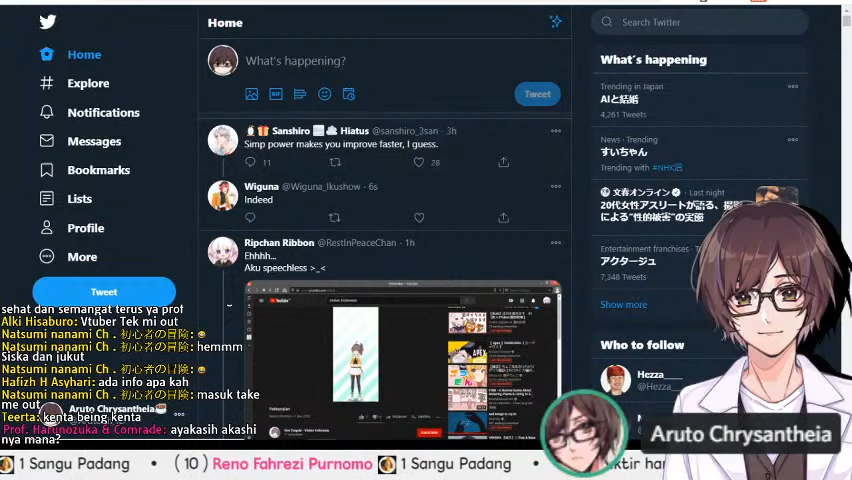 Home
Explore
Notifications
Messages
Bookmarks
Lists
Profile
More
Tweet
Home
What's happening?
Tweet
Sanshiro Hiatus @sanshiro_3san · 3h
Simp power makes you improve faster, I guess.
11
28
Wiguna @Wiguna_Ikushow · 6s
Indeed
Ripchan Ribbon @RestInPeaceChan · 1h
Ehhhh...
Aku speechless >_<
Search Twitter
What's happening
Trending in Japan
AIと結婚
4,261 Tweets
News · Trending
すいちゃん
Trending with #NHK
文春オンライン · Last night
20代女性アスリートが語る、
による"性的被害"の実態
Entertainment franchises
アクタージュ
7,348 Tweets
Show more
Who to follow
Hezza
@Hezza_
sehat dan semangat terus ya prof
Alki Hisaburo: Vtuber Tek mi out
Natsumi nanami Ch . 初心者の冒険: 😂
Natsumi nanami Ch . 初心者の冒険: hemmm
Siska dan jukut
Natsumi nanami Ch . 初心者の冒険: 😂
Hafizh H Asyhari: ada info apa kah
Natsumi nanami Ch . 初心者の冒険: masuk take
me out
Aruto Chrysantheia
Teerta: kenta being kenta
Prof. Harunozuka & Comrade: ayakasih akashi
nya mana?
Aruto Chrysantheia
1 Sangu Padang • (10) Reno Fahrezi Purnomo 1 Sangu Padang •